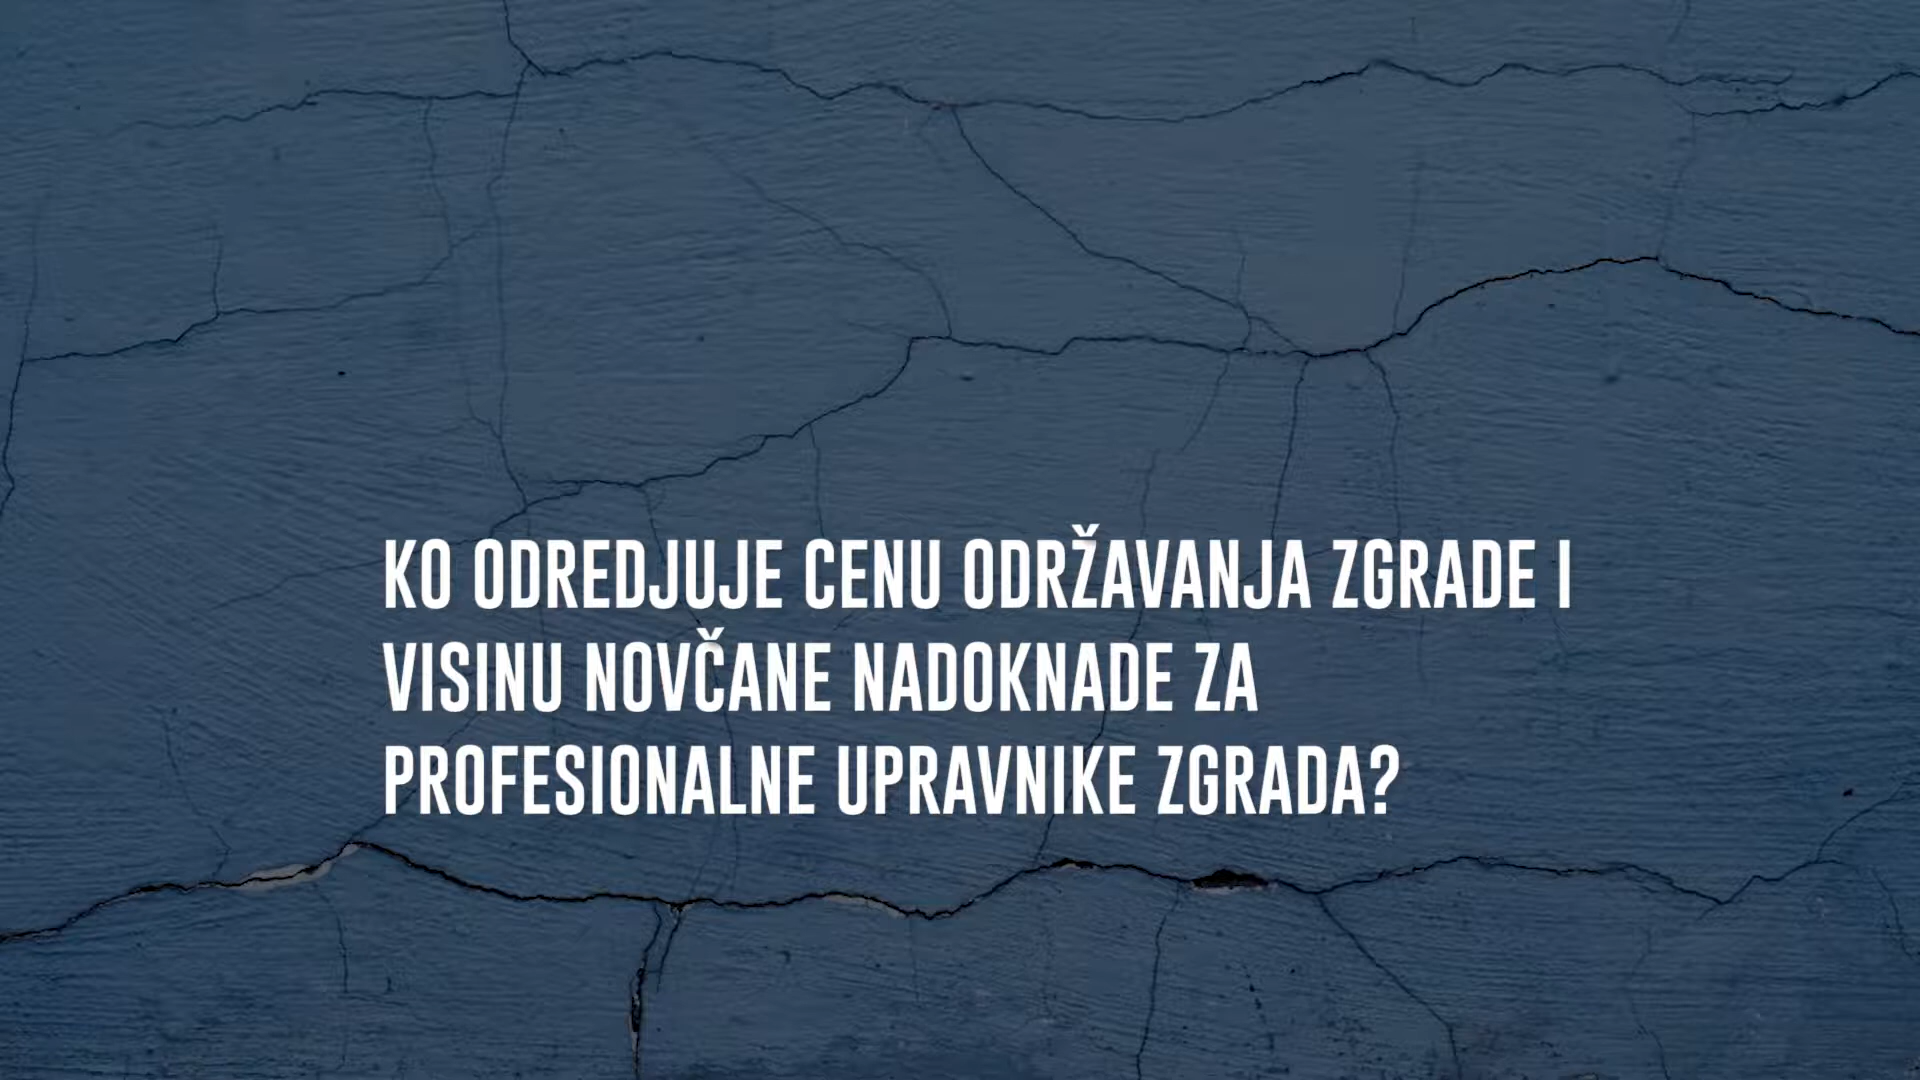 KO ODREDJUJE CENU ODRŽAVANJA ZGRADE I
VISINU NOVČANE NADOKNADE ZA
PROFESIONALNE UPRAVNIKE ZGRADA?